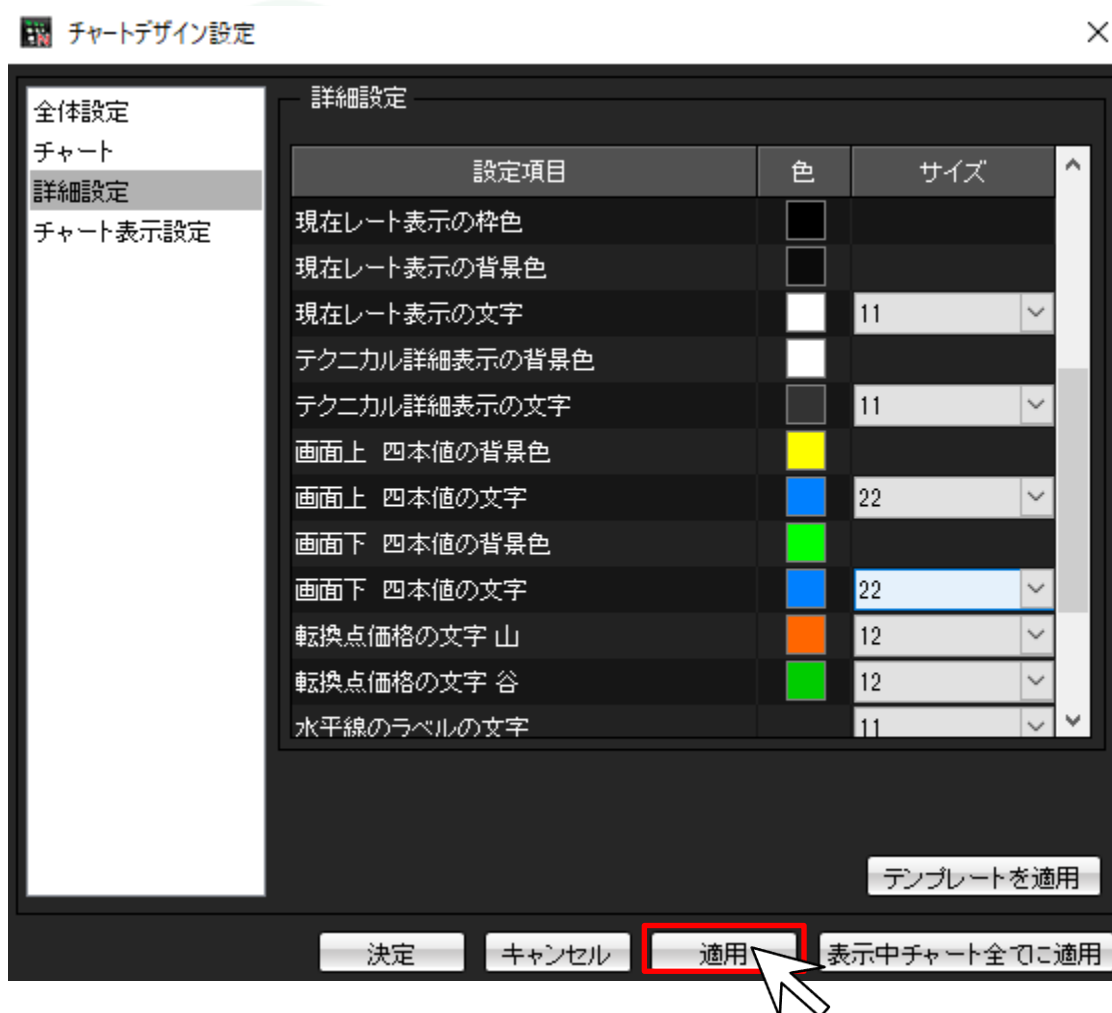 チャートデザイン設定
全体設定
チャート
詳細設定
チャート表示設定
詳細設定
設定項目 色 サイズ
現在レート表示の枠色
現在レート表示の背景色
現在レート表示の文字 11
テクニカル詳細表示の背景色
テクニカル詳細表示の文字 11
画面上 四本値の背景色
画面上 四本値の文字 22
画面下 四本値の背景色
画面下 四本値の文字 22
転換点価格の文字 山 12
転換点価格の文字 谷 12
水平線のラベルの文字 11
テンプレートを適用
決定 キャンセル 適用 表示中チャート全てに適用